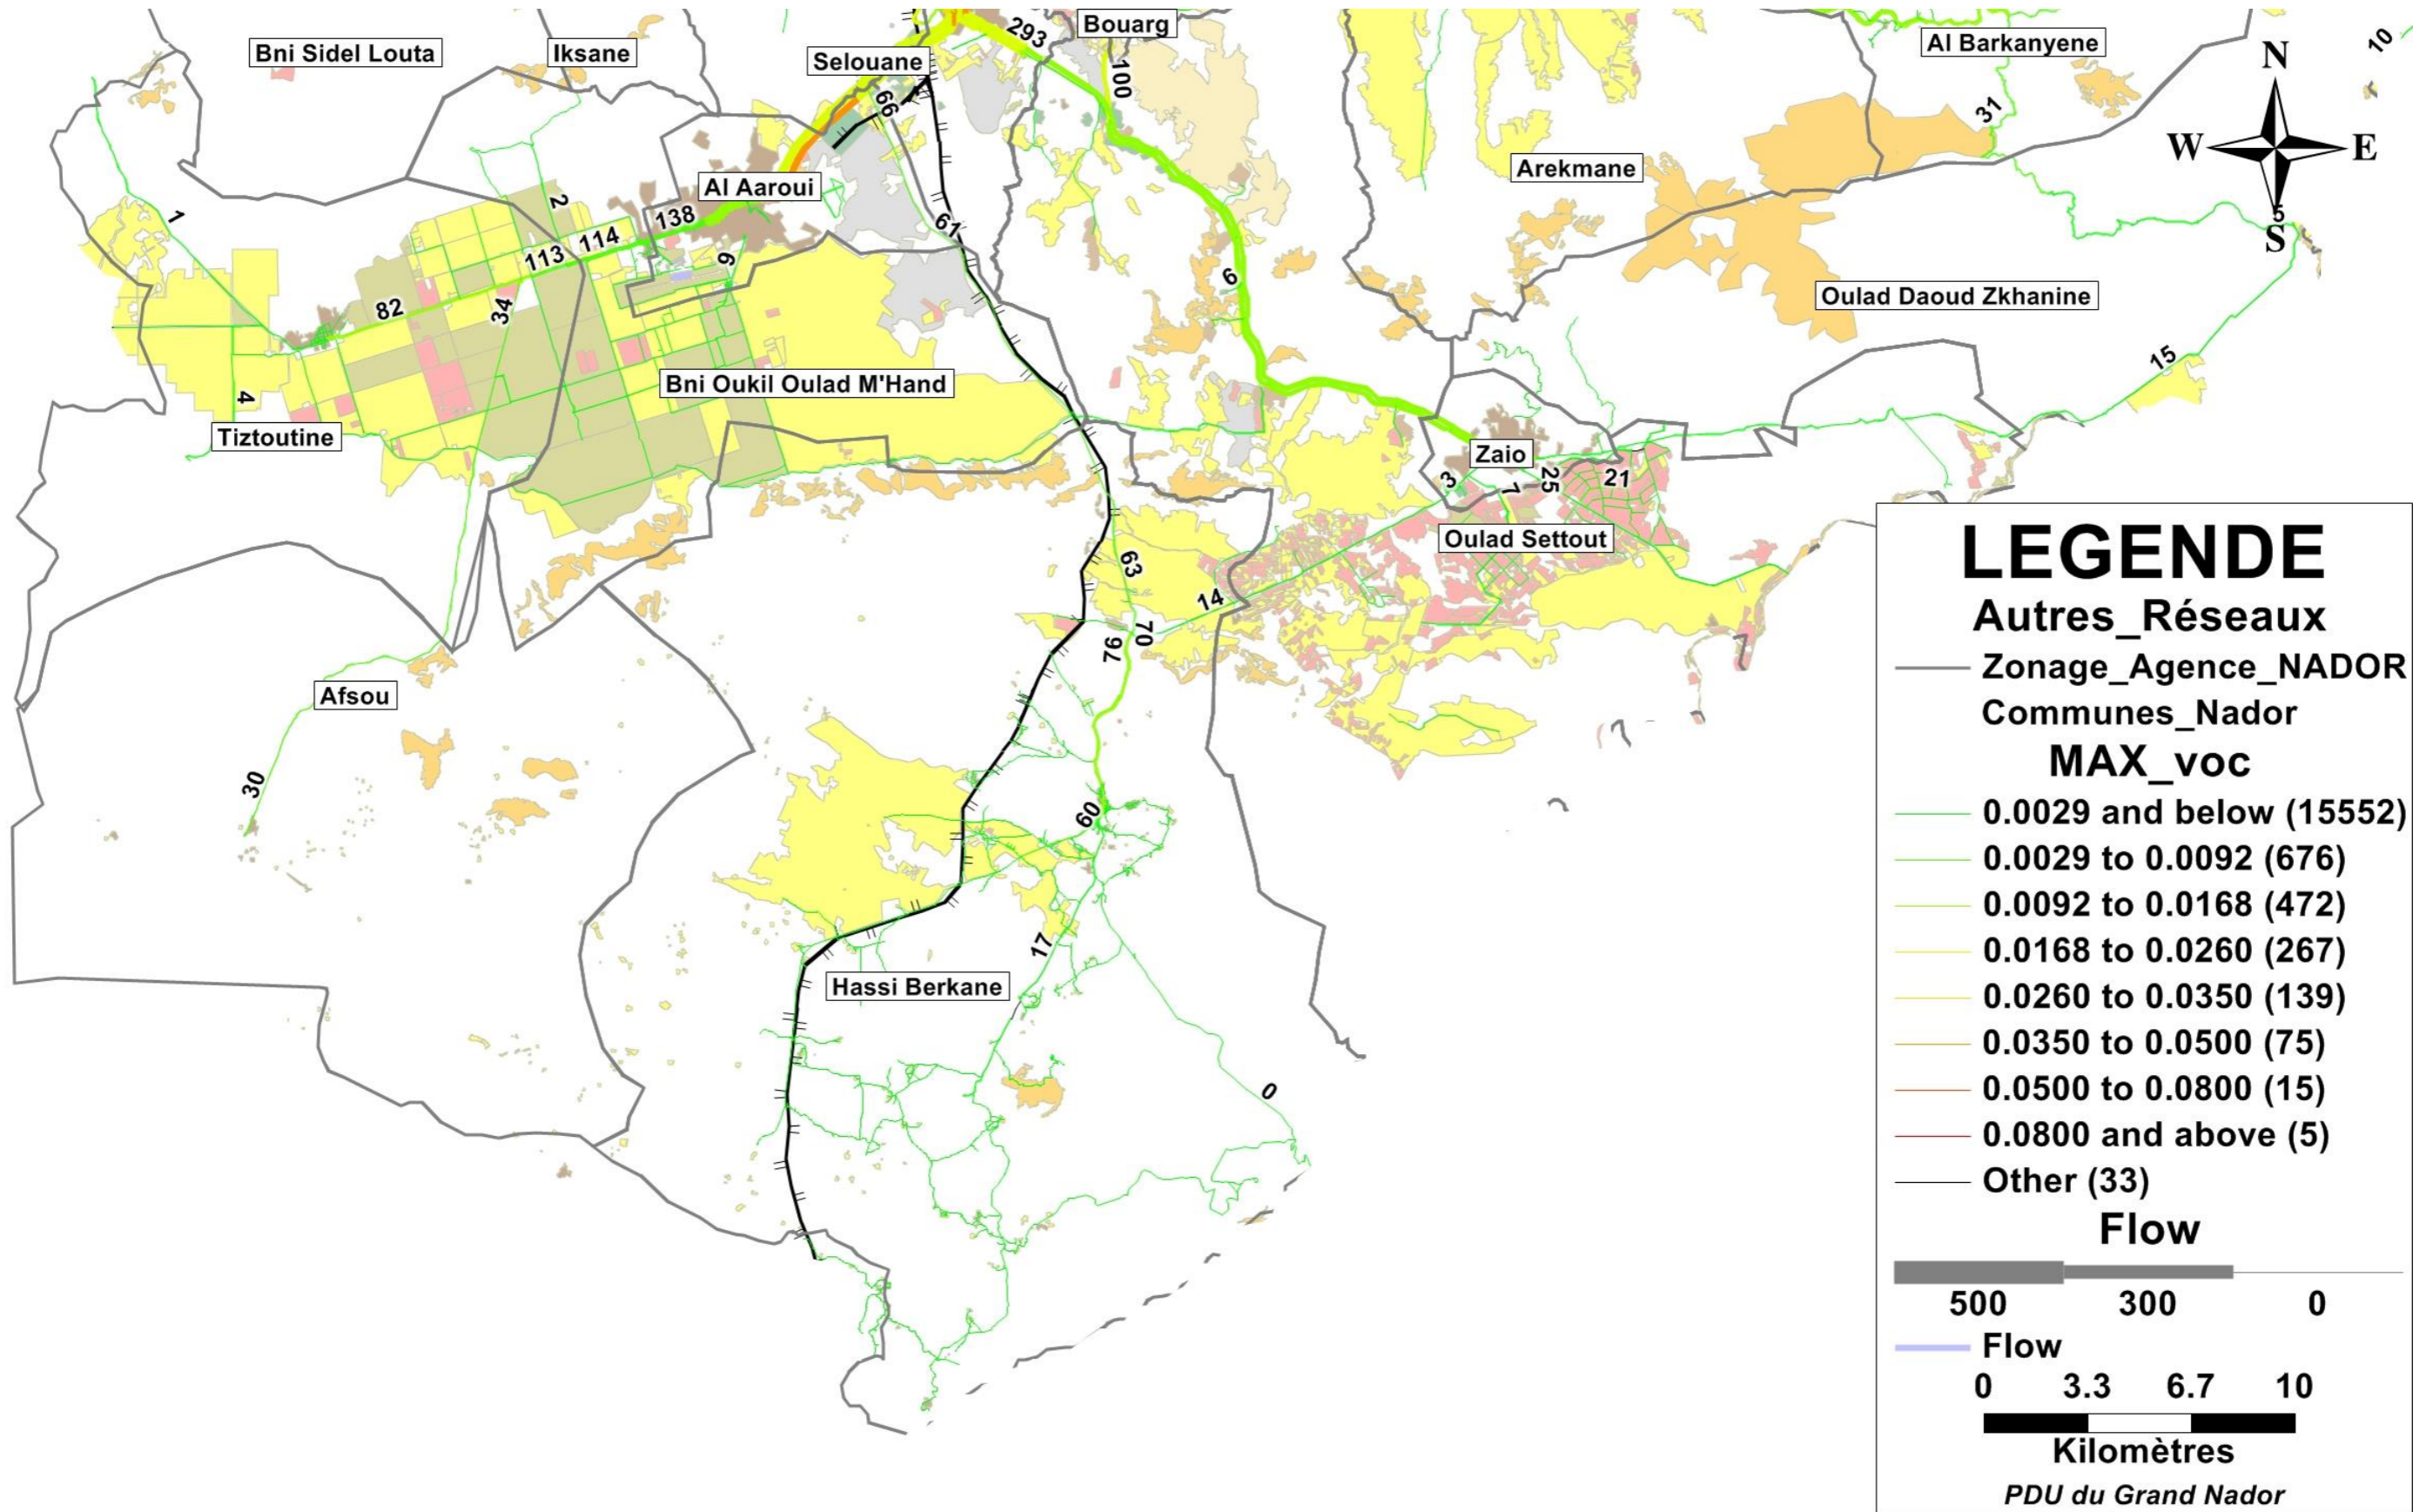 293
Bouarg
Bni Sidel Louta
Iksane
Selouane
Al Barkanyene
10
N
100
66
31
W
E
Arekmane
Al Aaroui
2
1
138
5
S
61
114
113
6
6
Oulad Daoud Zkhanine
82
34
15
Bni Oukil Oulad M'Hand
4
Tiztoutine
Zaio
3
7
25
21
Oulad Settout
63
14
70
76
Afsou
30
60
17
Hassi Berkane
0
LEGENDE
Autres_Réseaux
Zonage_Agence_NADOR
Communes_Nador
MAX_voc
0.0029 and below (15552)
0.0029 to 0.0092 (676)
0.0092 to 0.0168 (472)
0.0168 to 0.0260 (267)
0.0260 to 0.0350 (139)
0.0350 to 0.0500 (75)
0.0500 to 0.0800 (15)
0.0800 and above (5)
Other (33)
Flow
500 300 0
Flow
0 3.3 6.7 10
Kilomètres
PDU du Grand Nador